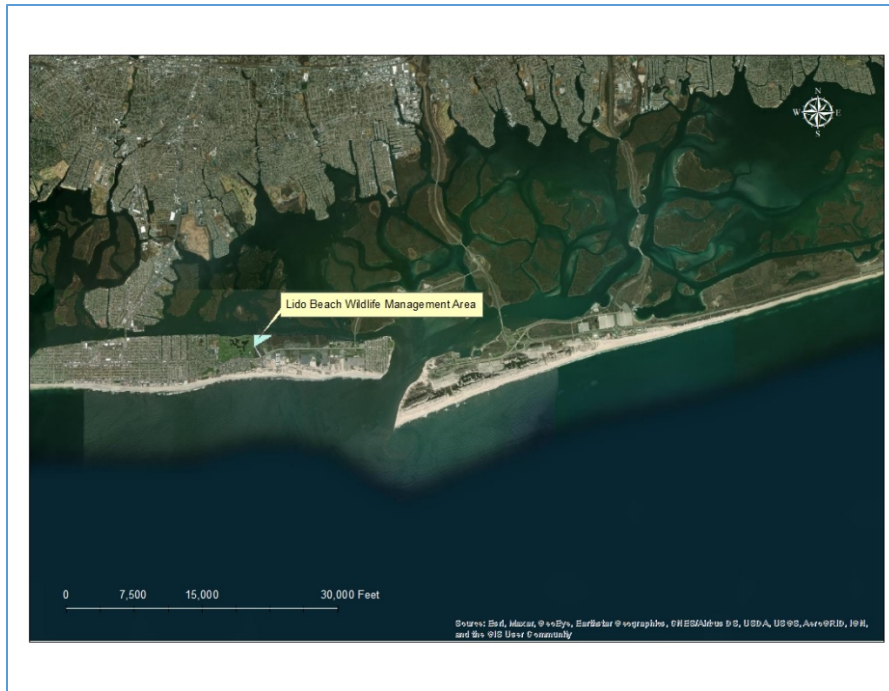 N
W E
S
Lido Beach Wildlife Management Area
0 7,500 15,000 30,000 Feet
Source: Esri, Maxar, GeoEye, Earthstar Geographics, CNES/Airbus DS, USDA, USGS, AeroGRID, IGN,
and the GIS User Community